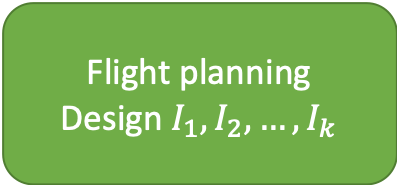 Flight planning
Design I₁, I₂, ..., Iₖ